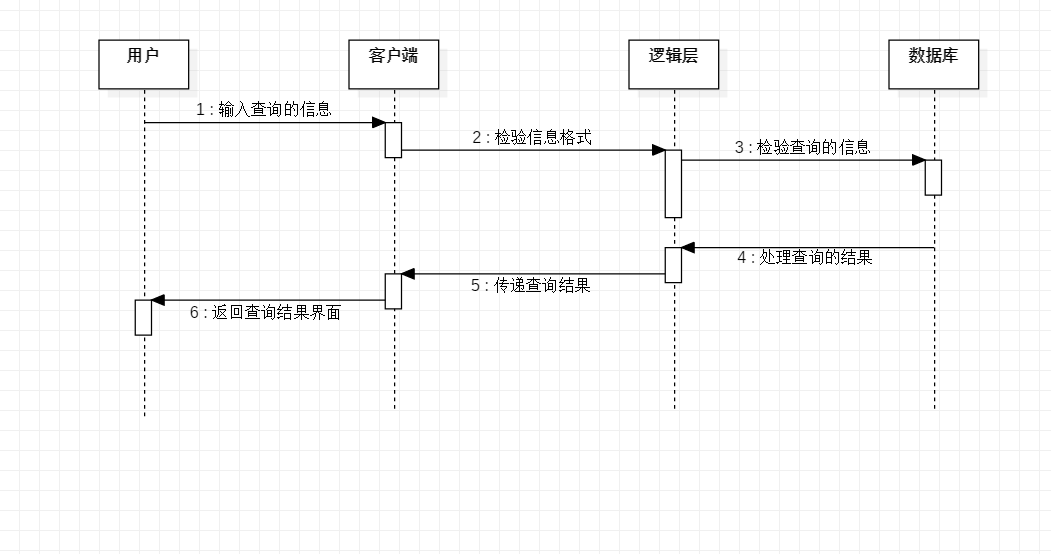 用户
客户端
逻辑层
数据库
1 : 输入查询的信息
2 : 检验信息格式
3 : 检验查询的信息
4 : 处理查询的结果
5 : 传递查询结果
6 : 返回查询结果界面